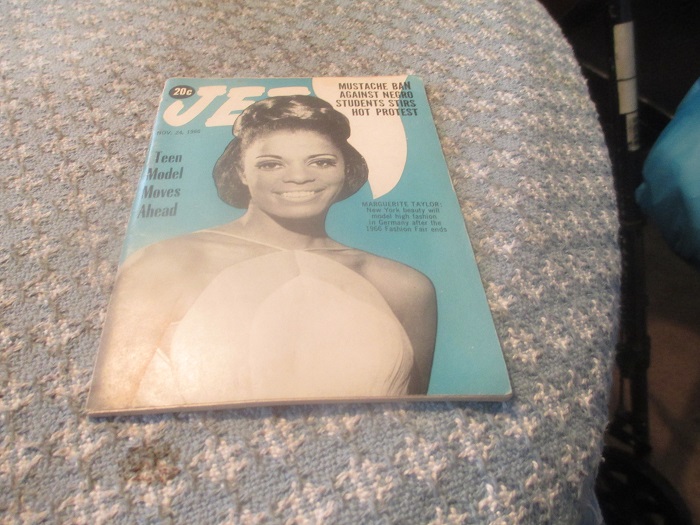 20¢
JET
MUSTACHE BAN
AGAINST NEGRO
STUDENTS STIRS
HOT PROTEST
Teen
Model
Moves
Ahead
MARGUERITE TAYLOR:
New York beauty will
model high fashion
in Germany after the
1966 Fashion Fair ends